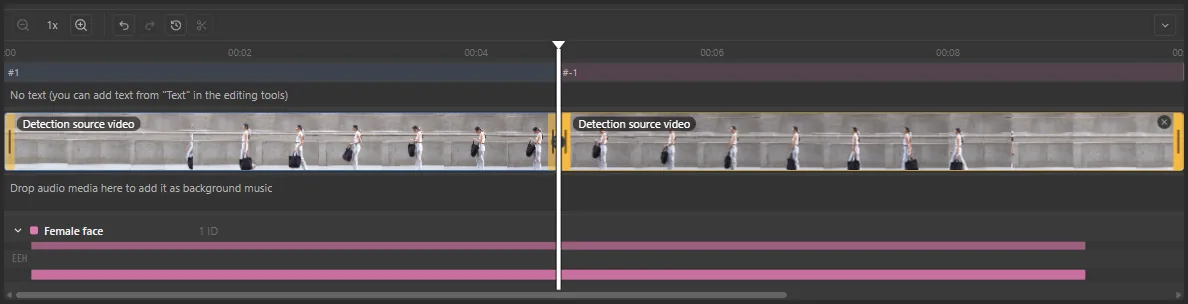 1x
:00 00:02 00:04 00:06 00:08 00:
#1 #-1
No text (you can add text from "Text" in the editing tools)
Detection source video Detection source video
Drop audio media here to add it as background music
Female face 1 ID
EEH